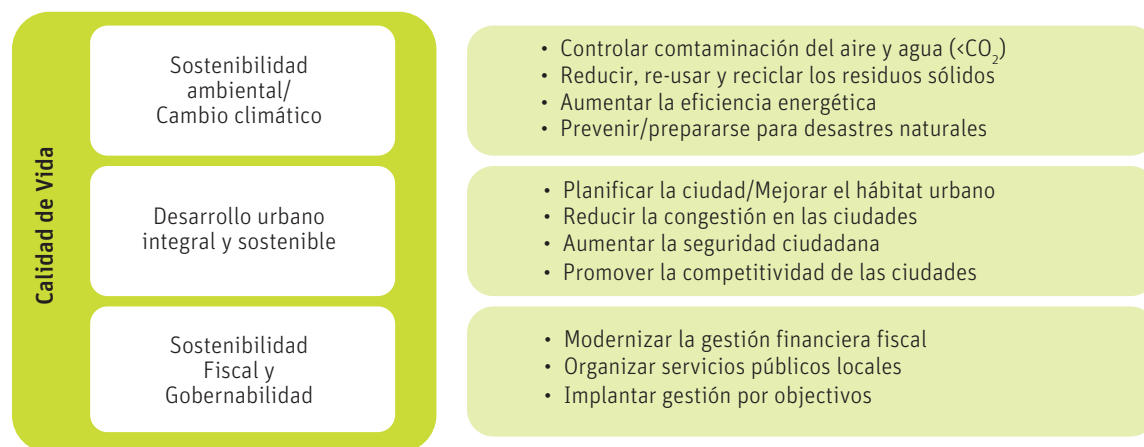 Calidad de Vida
Sostenibilidad
ambiental/
Cambio climático
• Controlar comtaminación del aire y agua (<CO₂)
• Reducir, re-usar y reciclar los residuos sólidos
• Aumentar la eficiencia energética
• Prevenir/prepararse para desastres naturales
Desarrollo urbano
integral y sostenible
• Planificar la ciudad/Mejorar el hábitat urbano
• Reducir la congestión en las ciudades
• Aumentar la seguridad ciudadana
• Promover la competitividad de las ciudades
Sostenibilidad
Fiscal y
Gobernabilidad
• Modernizar la gestión financiera fiscal
• Organizar servicios públicos locales
• Implantar gestión por objetivos